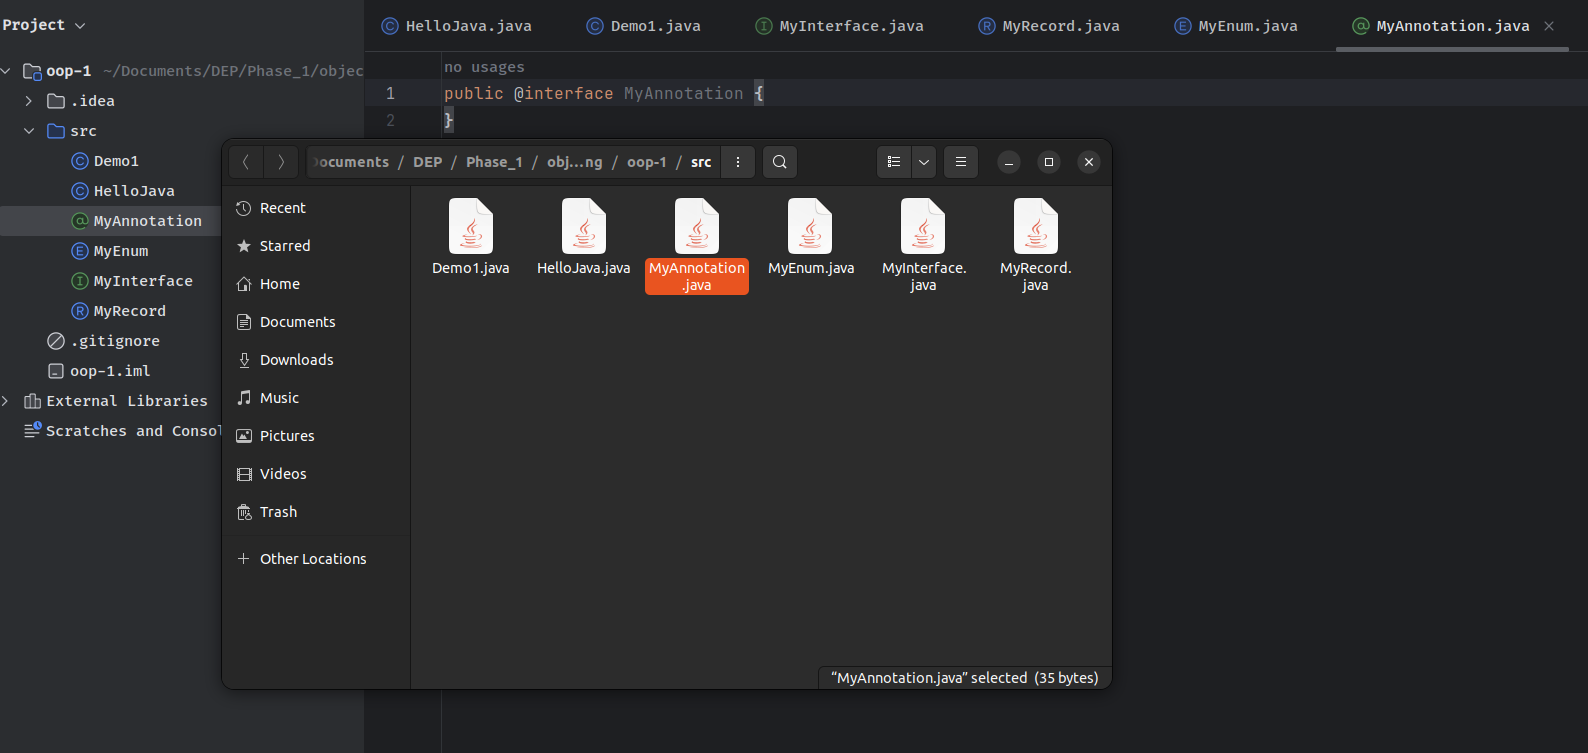 Project
HelloJava.java
Demo1.java
MyInterface.java
MyRecord.java
MyEnum.java
MyAnnotation.java
oop-1 ~/Documents/DEP/Phase_1/objec
.idea
src
Demo1
HelloJava
MyAnnotation
MyEnum
MyInterface
MyRecord
.gitignore
oop-1.iml
External Libraries
Scratches and Consol
no usages
1 public @interface MyAnnotation {
2 }
ocuments / DEP / Phase_1 / obj...ng / oop-1 / src
Recent
Starred
Home
Documents
Downloads
Music
Pictures
Videos
Trash
Other Locations
Demo1.java
HelloJava.java
MyAnnotation
.java
MyEnum.java
MyInterface.
java
MyRecord.
java
“MyAnnotation.java” selected (35 bytes)